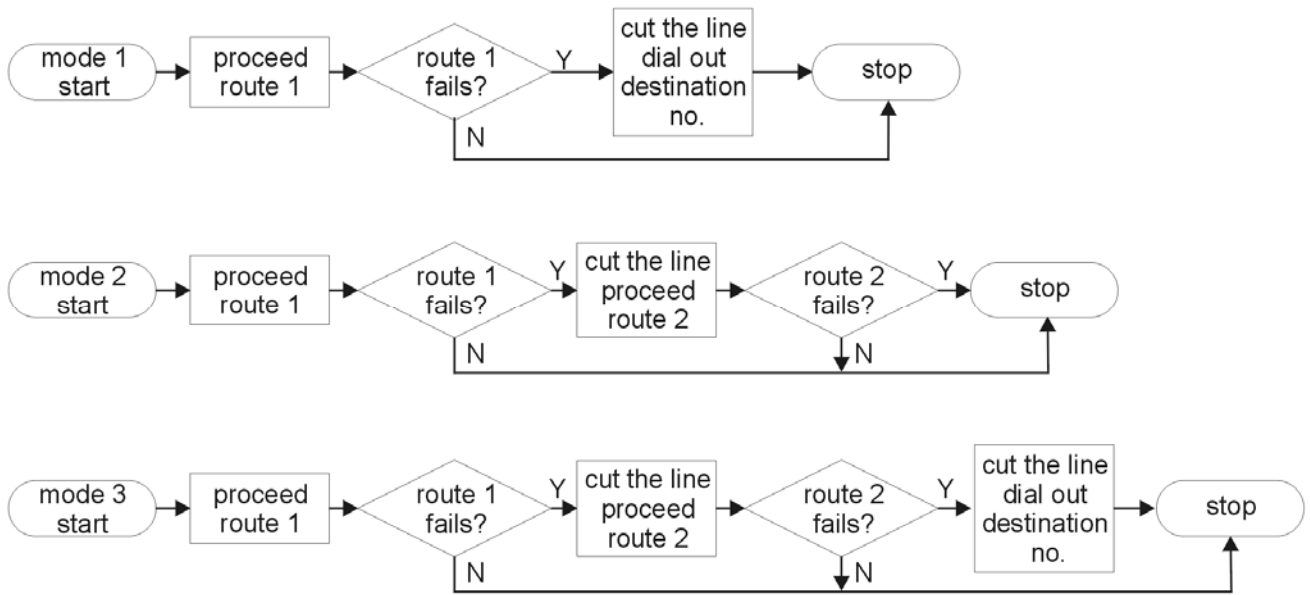 mode 1
start
proceed
route 1
route 1
fails?
Y
N
cut the line
dial out
destination
no.
stop
mode 2
start
proceed
route 1
route 1
fails?
Y
N
cut the line
proceed
route 2
route 2
fails?
Y
N
stop
mode 3
start
proceed
route 1
route 1
fails?
Y
N
cut the line
proceed
route 2
route 2
fails?
Y
N
cut the line
dial out
destination
no.
stop